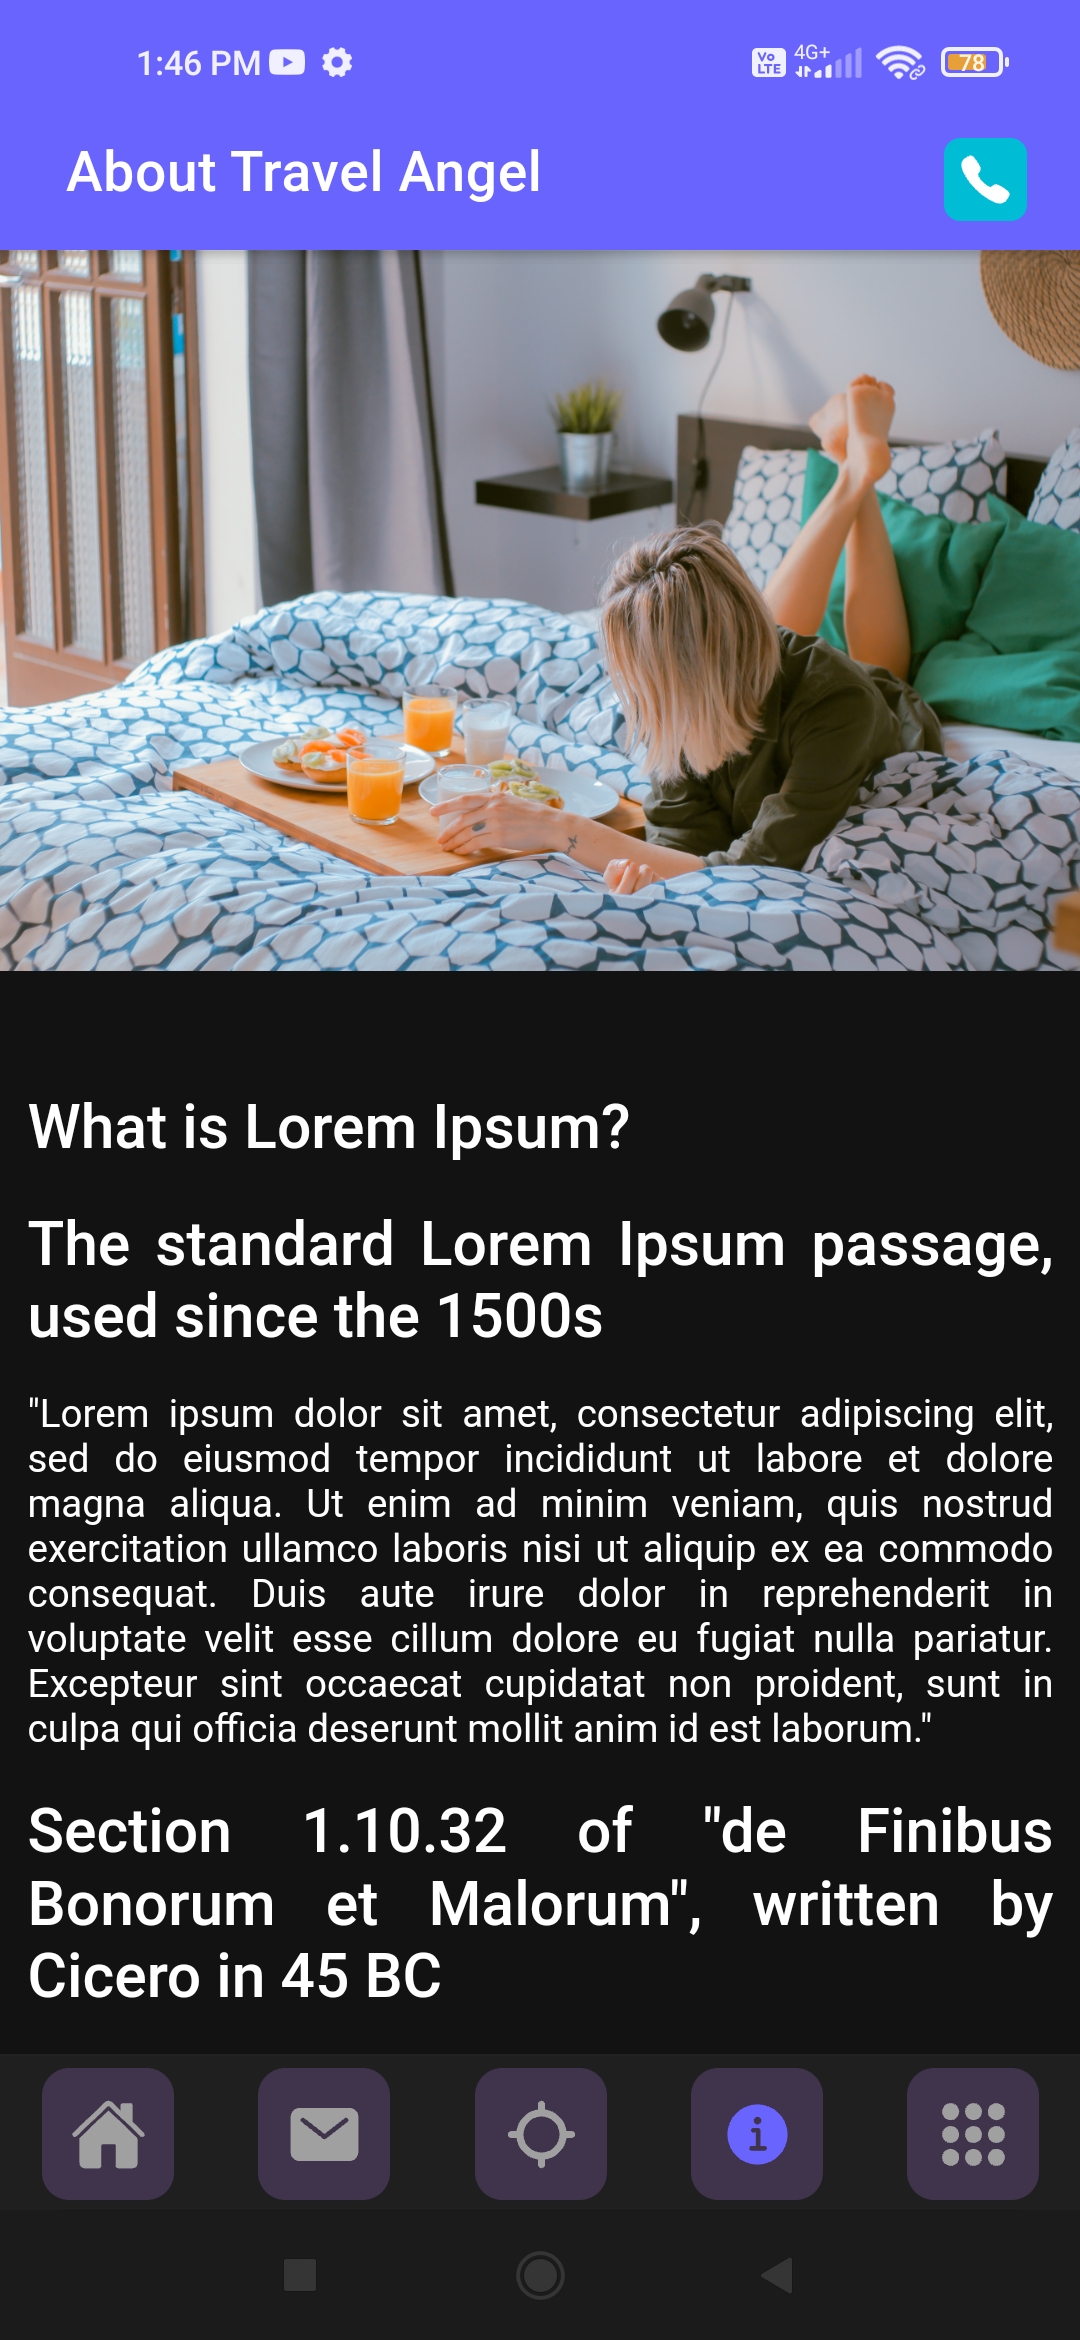 1:46 PM
Vo LTE 4G+ 78
About Travel Angel
What is Lorem Ipsum?
The standard Lorem Ipsum passage,
used since the 1500s
"Lorem ipsum dolor sit amet, consectetur adipiscing elit,
sed do eiusmod tempor incididunt ut labore et dolore
magna aliqua. Ut enim ad minim veniam, quis nostrud
exercitation ullamco laboris nisi ut aliquip ex ea commodo
consequat. Duis aute irure dolor in reprehenderit in
voluptate velit esse cillum dolore eu fugiat nulla pariatur.
Excepteur sint occaecat cupidatat non proident, sunt in
culpa qui officia deserunt mollit anim id est laborum."
Section 1.10.32 of "de Finibus
Bonorum et Malorum", written by
Cicero in 45 BC